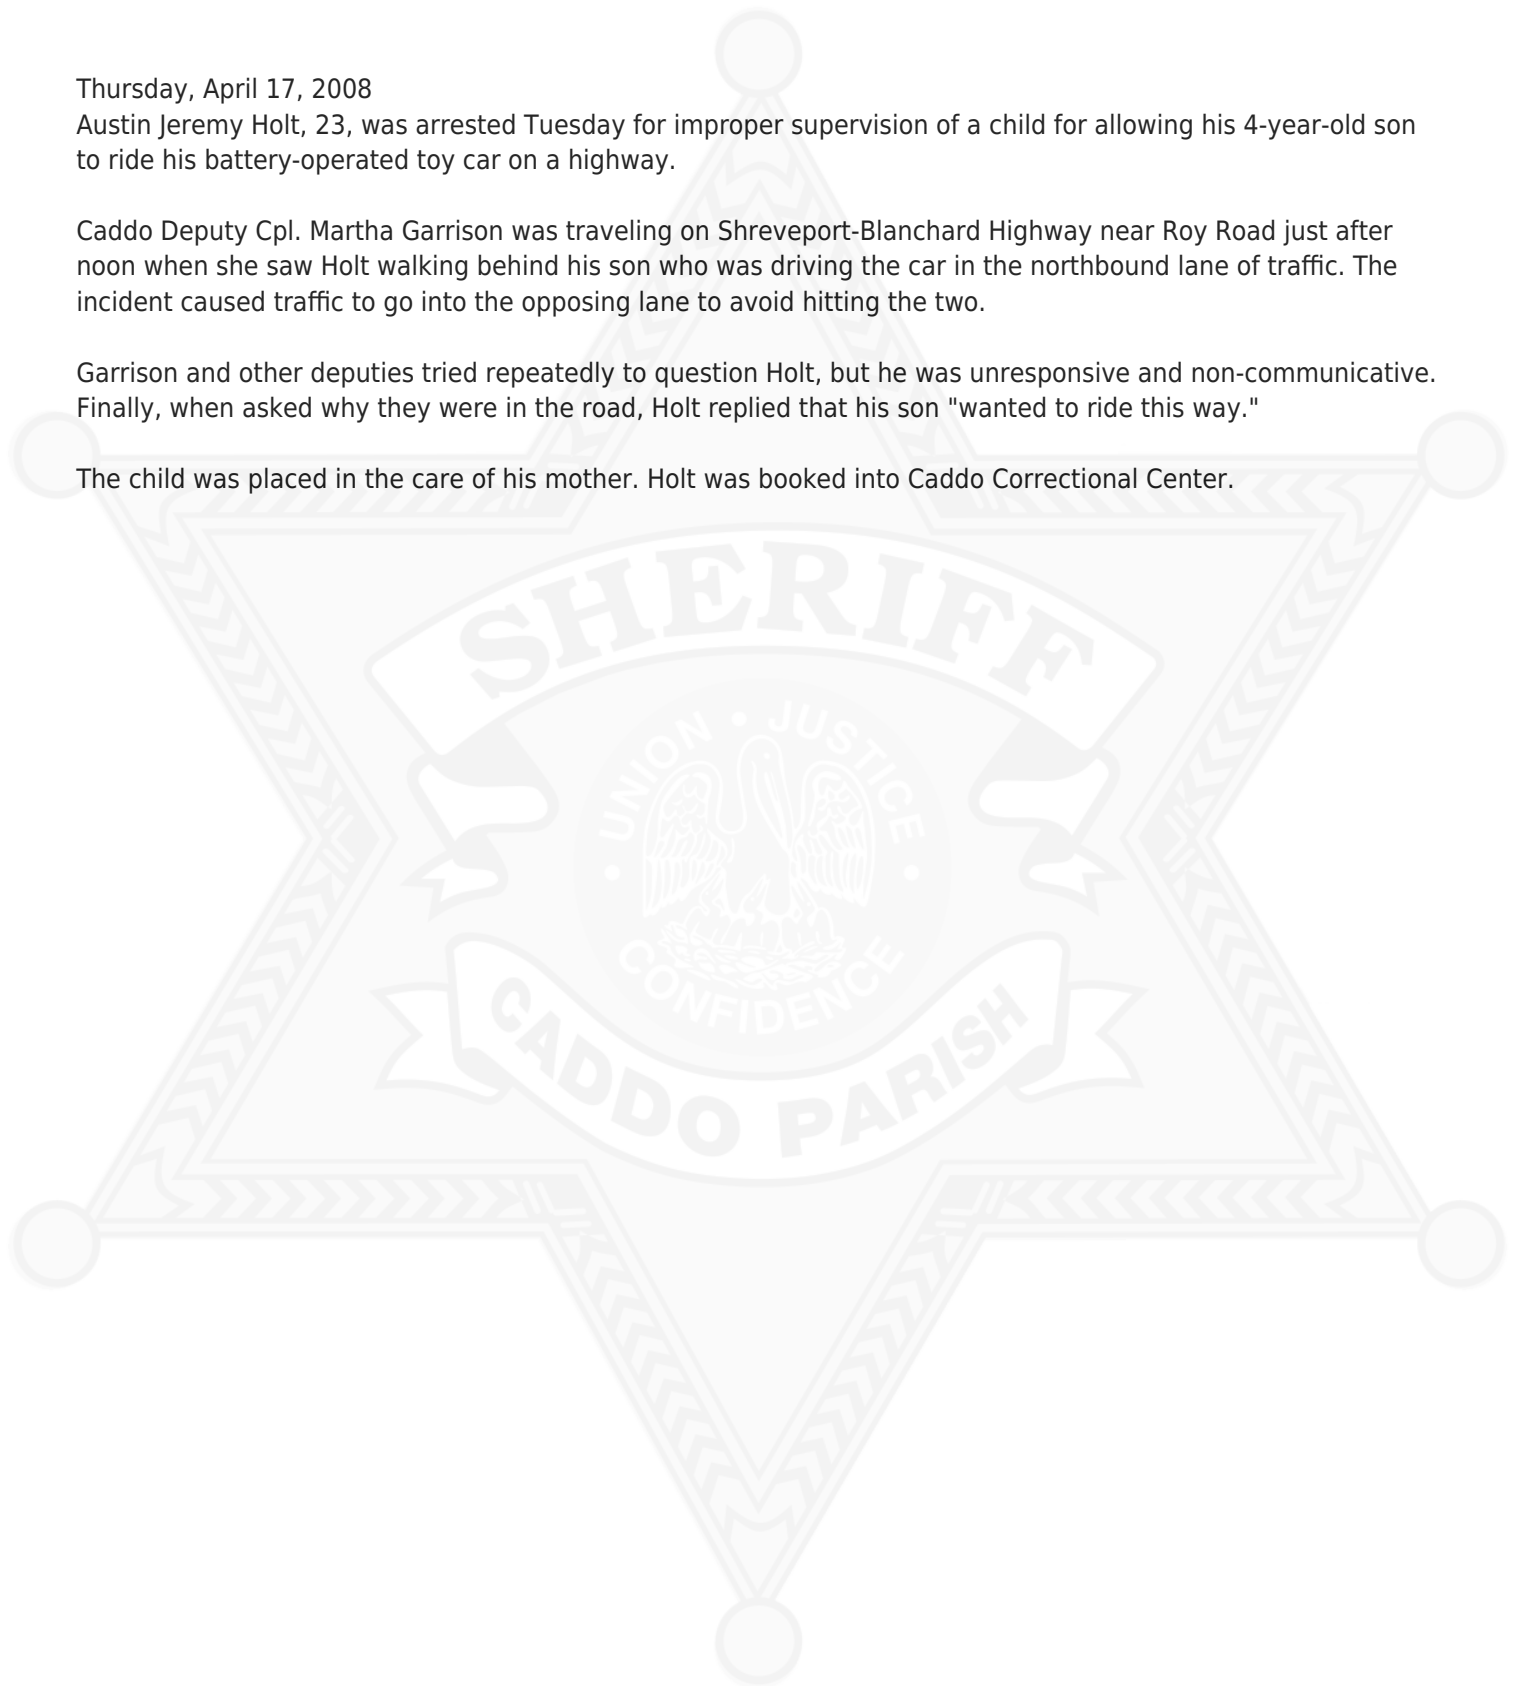 Thursday, April 17, 2008
Austin Jeremy Holt, 23, was arrested Tuesday for improper supervision of a child for allowing his 4-year-old son
to ride his battery-operated toy car on a highway.
Caddo Deputy Cpl. Martha Garrison was traveling on Shreveport-Blanchard Highway near Roy Road just after
noon when she saw Holt walking behind his son who was driving the car in the northbound lane of traffic. The
incident caused traffic to go into the opposing lane to avoid hitting the two.
Garrison and other deputies tried repeatedly to question Holt, but he was unresponsive and non-communicative.
Finally, when asked why they were in the road, Holt replied that his son "wanted to ride this way."
The child was placed in the care of his mother. Holt was booked into Caddo Correctional Center.
SHERIFF
UNION • JUSTICE
• CONFIDENCE •
CADDO PARISH